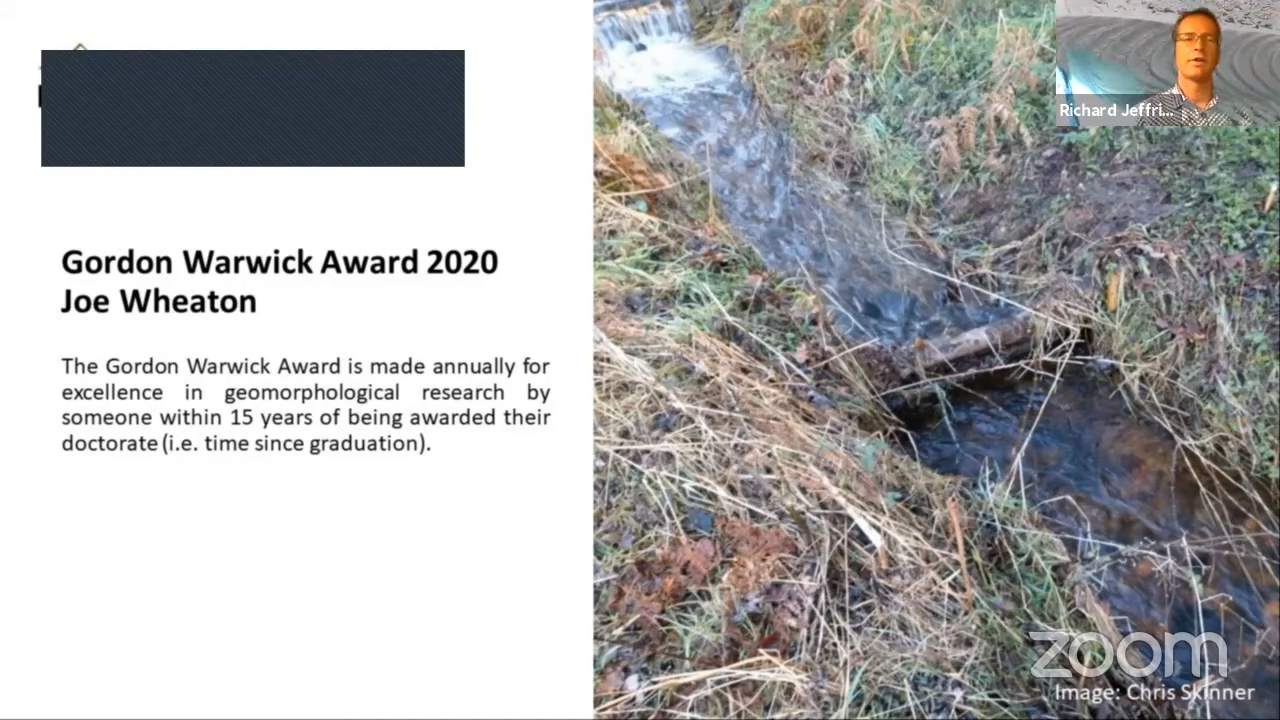 Richard Jeffri...
Gordon Warwick Award 2020
Joe Wheaton
The Gordon Warwick Award is made annually for
excellence in geomorphological research by
someone within 15 years of being awarded their
doctorate (i.e. time since graduation).
zoom
Image: Chris Skinner